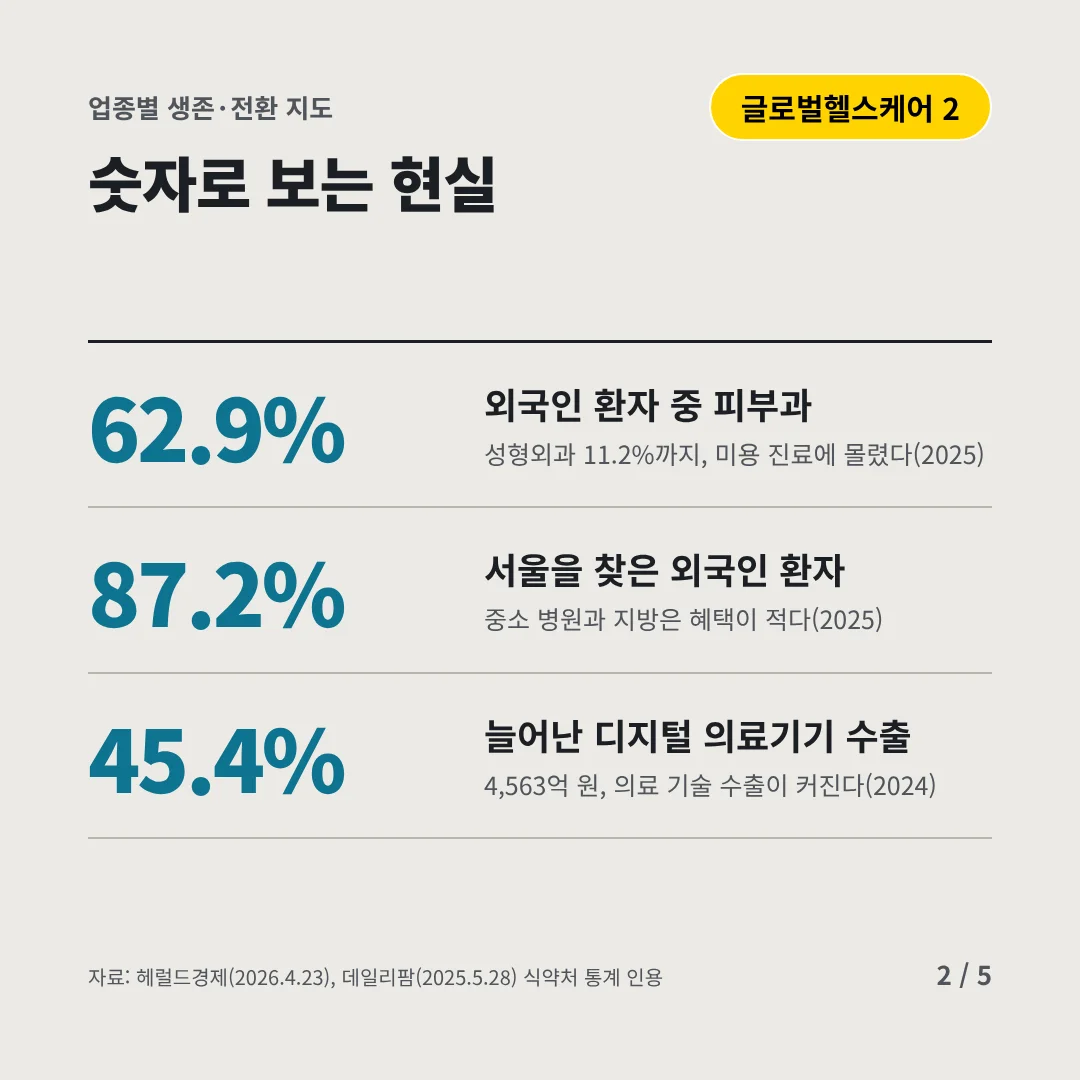 업종별 생존·전환 지도
글로벌헬스케어 2
숫자로 보는 현실
62.9%
외국인 환자 중 피부과
성형외과 11.2%까지, 미용 진료에 몰렸다(2025)
87.2%
서울을 찾은 외국인 환자
중소 병원과 지방은 혜택이 적다(2025)
45.4%
늘어난 디지털 의료기기 수출
4,563억 원, 의료 기술 수출이 커진다(2024)
자료: 헤럴드경제(2026.4.23), 데일리팜(2025.5.28) 식약처 통계 인용
2 / 5